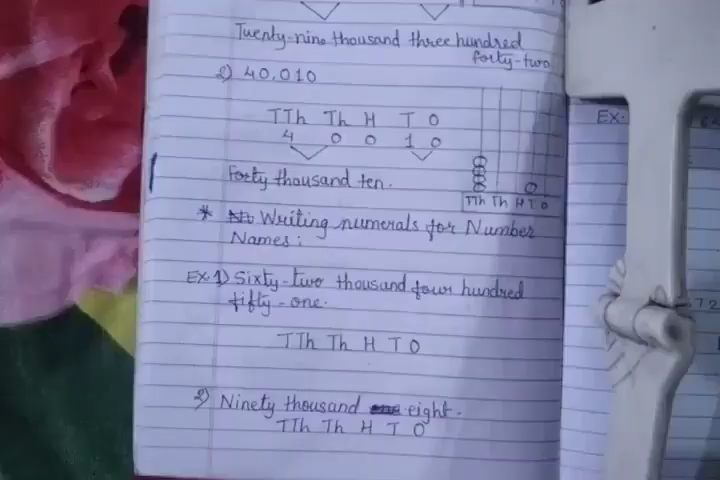 Twenty-nine thousand three hundred
forty-two
2) 40,010
TTh Th H T O
4 0 0 1 0
Forty thousand ten.
TTh Th H T O
* Writing numerals for Number
Names:
Ex.1) Sixty-two thousand four hundred
fifty-one.
TTh Th H T O
2) Ninety thousand eight.
TTh Th H T O
Ex.
72